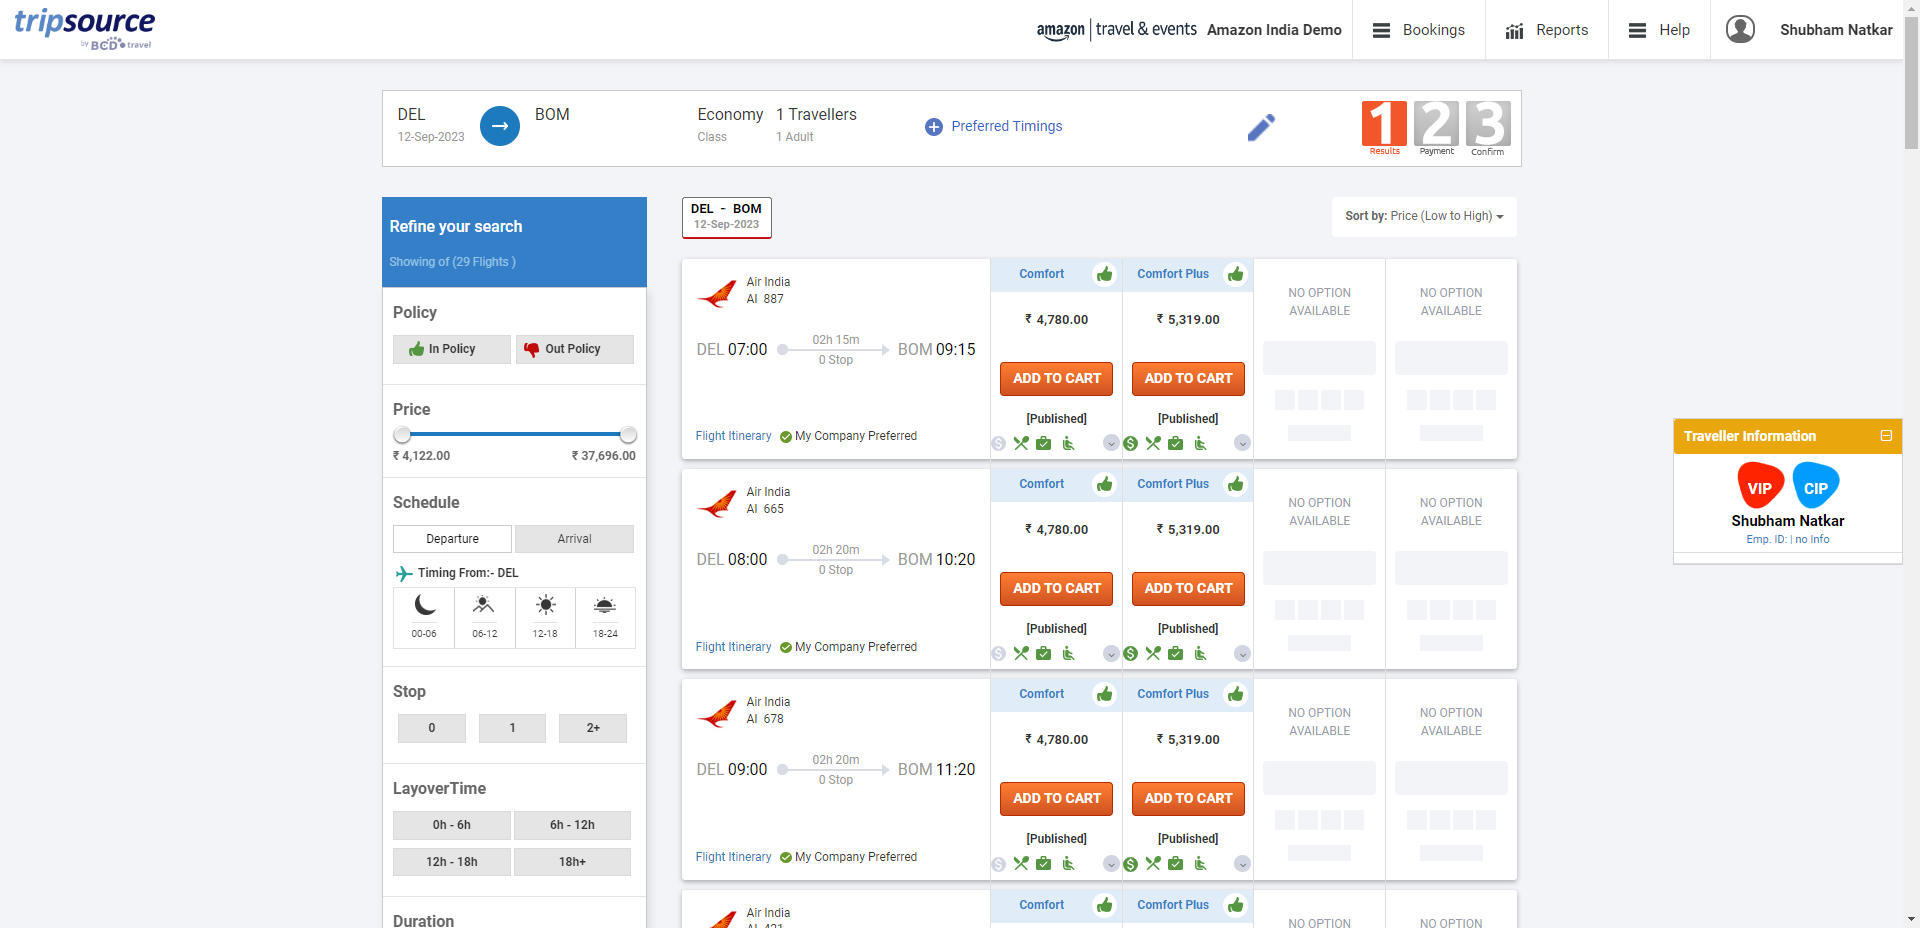 tripsource
by BCD travel
amazon | travel & events
Amazon India Demo
Bookings
Reports
Help
Shubham Natkar
DEL
12-Sep-2023
BOM
Economy
Class
1 Travellers
1 Adult
Preferred Timings
1 2 3
Results Payment Confirm
Refine your search
Showing of (29 Flights )
Policy
In Policy
Out Policy
Price
₹ 4,122.00
₹ 37,696.00
Schedule
Departure
Arrival
Timing From:- DEL
00-06
06-12
12-18
18-24
Stop
0
1
2+
LayoverTime
0h - 6h
6h - 12h
12h - 18h
18h+
Duration
DEL - BOM
12-Sep-2023
Sort by: Price (Low to High)
Air India
AI 887
DEL 07:00
02h 15m
0 Stop
BOM 09:15
Flight Itinerary
My Company Preferred
Comfort
₹ 4,780.00
ADD TO CART
[Published]
Comfort Plus
₹ 5,319.00
ADD TO CART
[Published]
NO OPTION
AVAILABLE
NO OPTION
AVAILABLE
Air India
AI 665
DEL 08:00
02h 20m
0 Stop
BOM 10:20
Flight Itinerary
My Company Preferred
Comfort
₹ 4,780.00
ADD TO CART
[Published]
Comfort Plus
₹ 5,319.00
ADD TO CART
[Published]
NO OPTION
AVAILABLE
NO OPTION
AVAILABLE
Air India
AI 678
DEL 09:00
02h 20m
0 Stop
BOM 11:20
Flight Itinerary
My Company Preferred
Comfort
₹ 4,780.00
ADD TO CART
[Published]
Comfort Plus
₹ 5,319.00
ADD TO CART
[Published]
NO OPTION
AVAILABLE
NO OPTION
AVAILABLE
Air India
Comfort
Comfort Plus
NO OPTION
NO OPTION
Traveller Information
VIP
CIP
Shubham Natkar
Emp. ID: | no Info